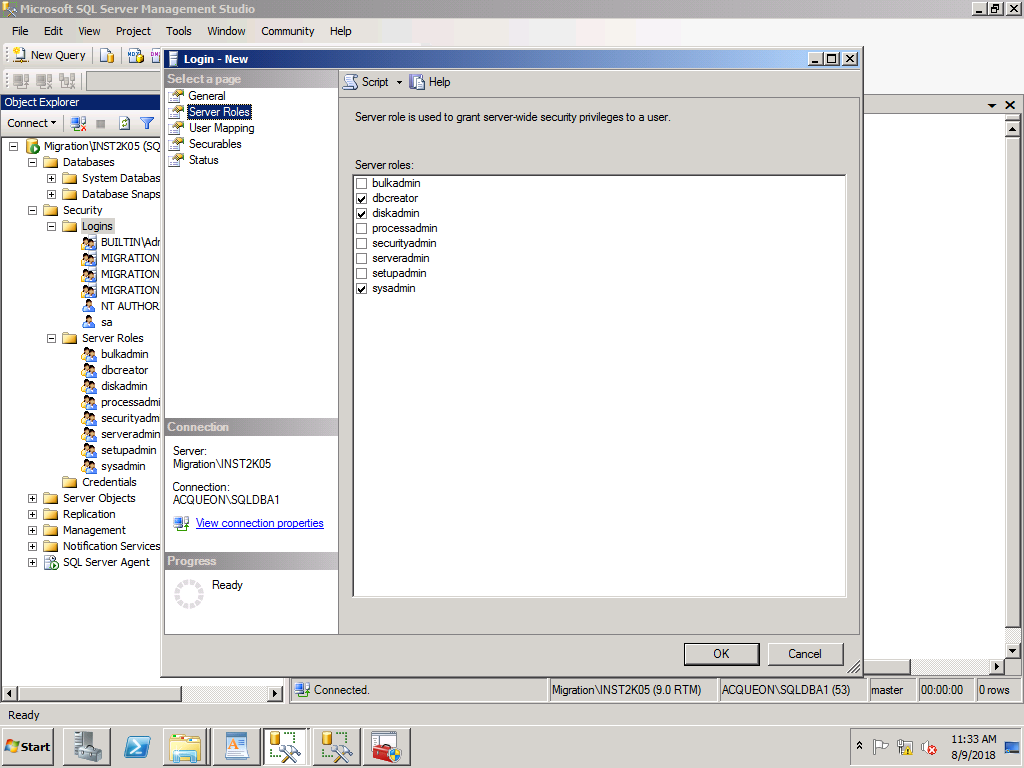 Microsoft SQL Server Management Studio
File Edit View Project Tools Window Community Help
New Query
Object Explorer
Connect
Migration\INST2K05 (SQ
Databases
System Databas
Database Snaps
Security
Logins
BUILTIN\Adr
MIGRATION
MIGRATION
MIGRATION
NT AUTHOR
sa
Server Roles
bulkadmin
dbcreator
diskadmin
processadmi
securityadm
serveradmin
setupadmin
sysadmin
Credentials
Server Objects
Replication
Management
Notification Services
SQL Server Agent
Login - New
Select a page
General
Server Roles
User Mapping
Securables
Status
Connection
Server:
Migration\INST2K05
Connection:
ACQUEON\SQLDBA1
View connection properties
Progress
Ready
Script Help
Server role is used to grant server-wide security privileges to a user.
Server roles:
bulkadmin
dbcreator
diskadmin
processadmin
securityadmin
serveradmin
setupadmin
sysadmin
OK Cancel
Connected. Migration\INST2K05 (9.0 RTM) ACQUEON\SQLDBA1 (53) master 00:00:00 0 rows
Ready
Start
11:33 AM
8/9/2018